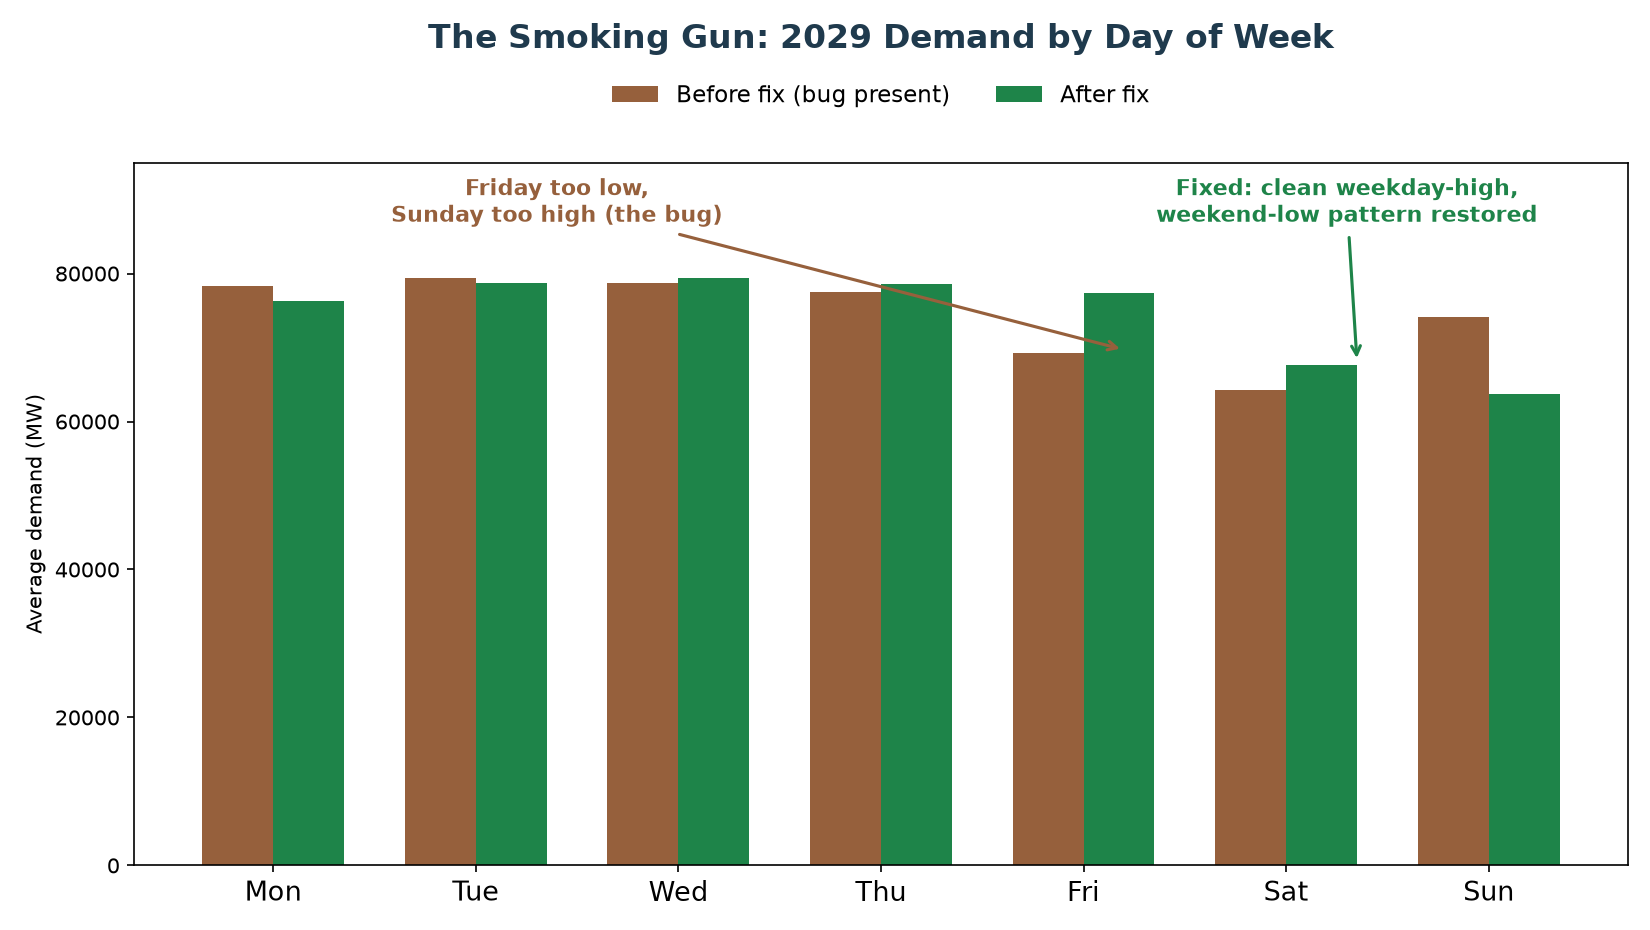 The Smoking Gun: 2029 Demand by Day of Week
Before fix (bug present)
After fix
Friday too low,
Sunday too high (the bug)
Fixed: clean weekday-high,
weekend-low pattern restored
Average demand (MW)
80000
60000
40000
20000
0
Mon
Tue
Wed
Thu
Fri
Sat
Sun